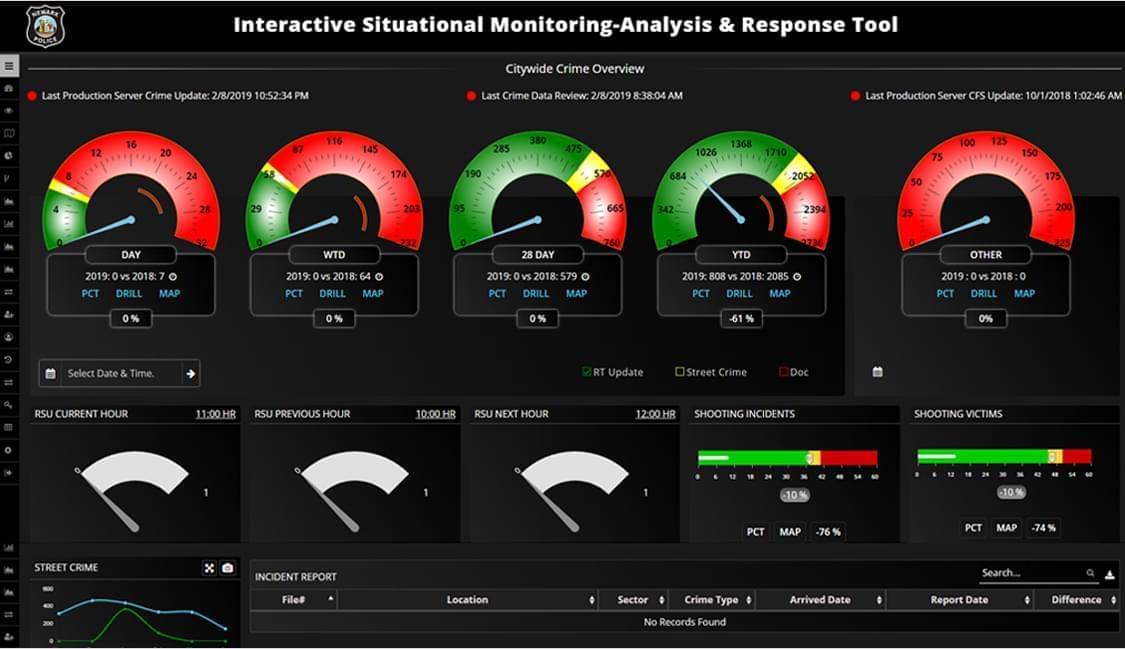 NEWARK
POLICE
Interactive Situational Monitoring-Analysis & Response Tool
Citywide Crime Overview
Last Production Server Crime Update: 2/8/2019 10:52:34 PM
Last Crime Data Review: 2/8/2019 8:38:04 AM
Last Production Server CFS Update: 10/1/2018 1:02:46 AM
0 4 8 12 16 20 24 28 32
0 29 58 87 116 145 174 203 232
0 95 190 285 380 475 570 665 760
0 342 684 1026 1368 1710 2052 2394 2736
0 25 50 75 100 125 150 175 200 225
DAY
2019: 0 vs 2018: 7
PCT DRILL MAP
0 %
WTD
2019: 0 vs 2018: 64
PCT DRILL MAP
0 %
28 DAY
2019: 0 vs 2018: 579
PCT DRILL MAP
0 %
YTD
2019: 808 vs 2018: 2085
PCT DRILL MAP
-61 %
OTHER
2019 : 0 vs 2018 : 0
PCT DRILL MAP
0%
Select Date & Time.
RT Update
Street Crime
Doc
RSU CURRENT HOUR 11:00 HR
0
1
RSU PREVIOUS HOUR 10:00 HR
0
1
RSU NEXT HOUR 12:00 HR
0
1
SHOOTING INCIDENTS
0 6 12 18 24 30 36 42 48 54 60
-10 %
PCT MAP -76 %
SHOOTING VICTIMS
0 6 12 18 24 30 36 42 48 54 60
-10 %
PCT MAP -74 %
STREET CRIME
600
400
200
0
INCIDENT REPORT
Search...
File# Location Sector Crime Type Arrived Date Report Date Difference
No Records Found